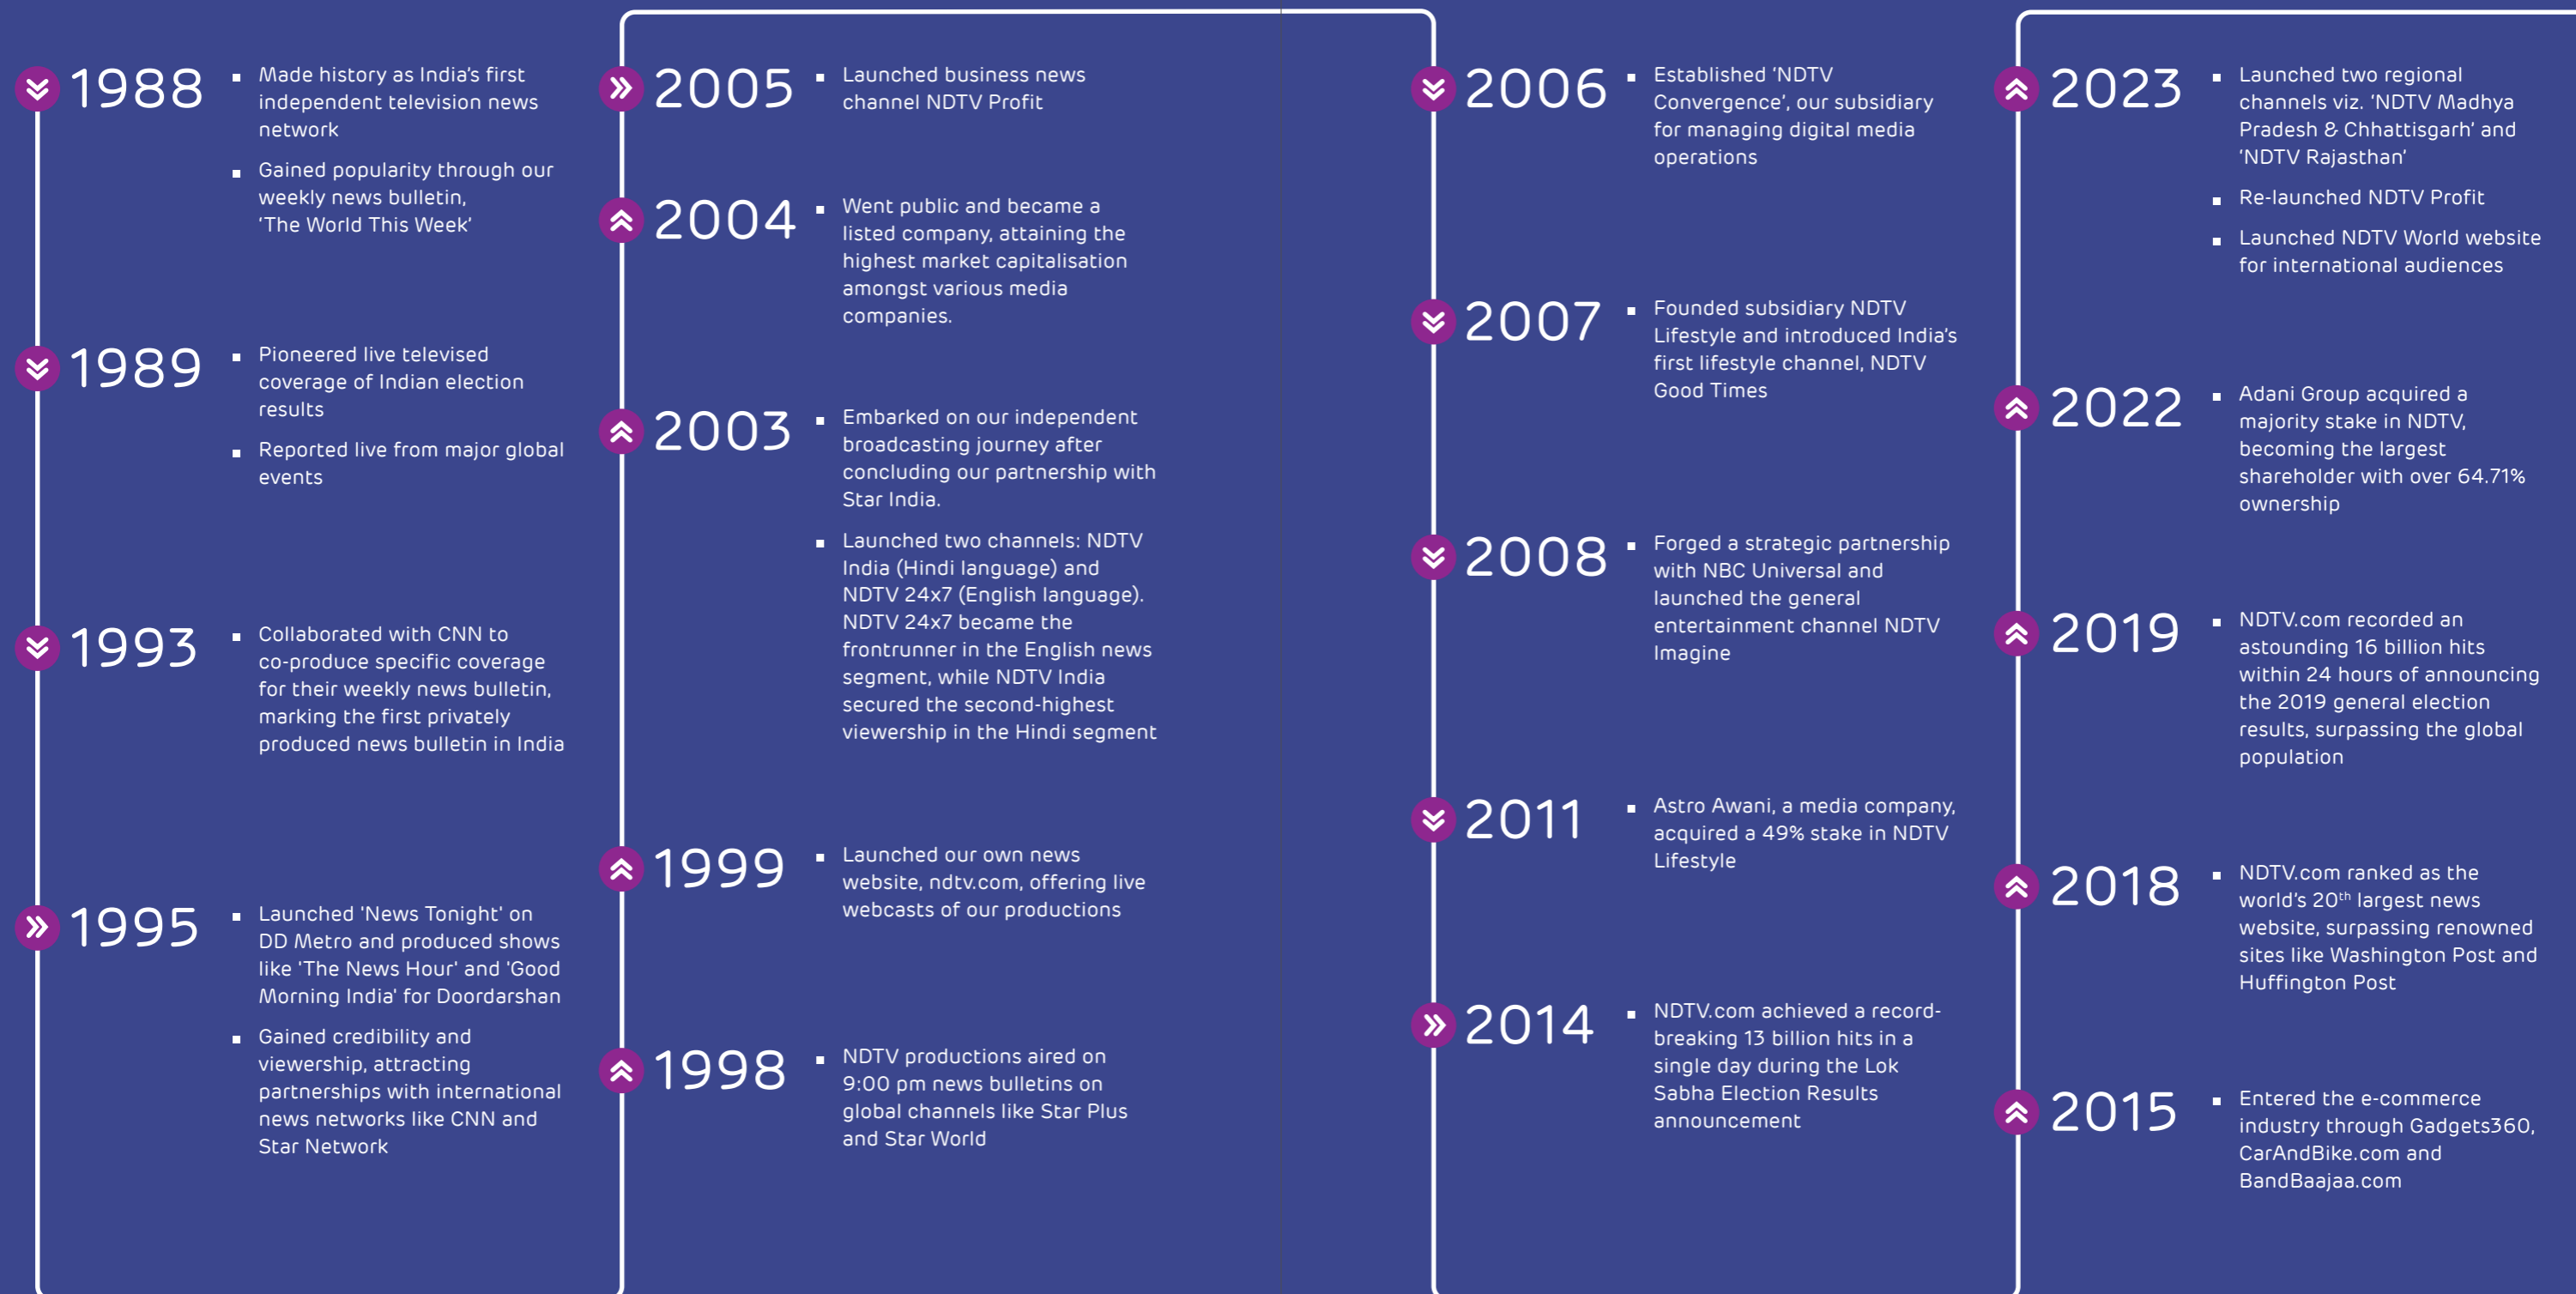 1988
Made history as India's first
independent television news
network
Gained popularity through our
weekly news bulletin,
‘The World This Week’
1989
Pioneered live televised
coverage of Indian election
results
Reported live from major global
events
1993
Collaborated with CNN to
co-produce specific coverage
for their weekly news bulletin,
marking the first privately
produced news bulletin in India
1995
Launched 'News Tonight' on
DD Metro and produced shows
like 'The News Hour' and 'Good
Morning India' for Doordarshan
Gained credibility and
viewership, attracting
partnerships with international
news networks like CNN and
Star Network
2005
Launched business news
channel NDTV Profit
2004
Went public and became a
listed company, attaining the
highest market capitalisation
amongst various media
companies.
2003
Embarked on our independent
broadcasting journey after
concluding our partnership with
Star India.
Launched two channels: NDTV
India (Hindi language) and
NDTV 24x7 (English language).
NDTV 24x7 became the
frontrunner in the English news
segment, while NDTV India
secured the second-highest
viewership in the Hindi segment
1999
Launched our own news
website, ndtv.com, offering live
webcasts of our productions
1998
NDTV productions aired on
9:00 pm news bulletins on
global channels like Star Plus
and Star World
2006
Established ‘NDTV
Convergence’, our subsidiary
for managing digital media
operations
2007
Founded subsidiary NDTV
Lifestyle and introduced India’s
first lifestyle channel, NDTV
Good Times
2008
Forged a strategic partnership
with NBC Universal and
launched the general
entertainment channel NDTV
Imagine
2011
Astro Awani, a media company,
acquired a 49% stake in NDTV
Lifestyle
2014
NDTV.com achieved a record-
breaking 13 billion hits in a
single day during the Lok
Sabha Election Results
announcement
2023
Launched two regional
channels viz. ‘NDTV Madhya
Pradesh & Chhattisgarh’ and
‘NDTV Rajasthan’
Re-launched NDTV Profit
Launched NDTV World website
for international audiences
2022
Adani Group acquired a
majority stake in NDTV,
becoming the largest
shareholder with over 64.71%
ownership
2019
NDTV.com recorded an
astounding 16 billion hits
within 24 hours of announcing
the 2019 general election
results, surpassing the global
population
2018
NDTV.com ranked as the
world’s 20th largest news
website, surpassing renowned
sites like Washington Post and
Huffington Post
2015
Entered the e-commerce
industry through Gadgets360,
CarAndBike.com and
BandBaajaa.com